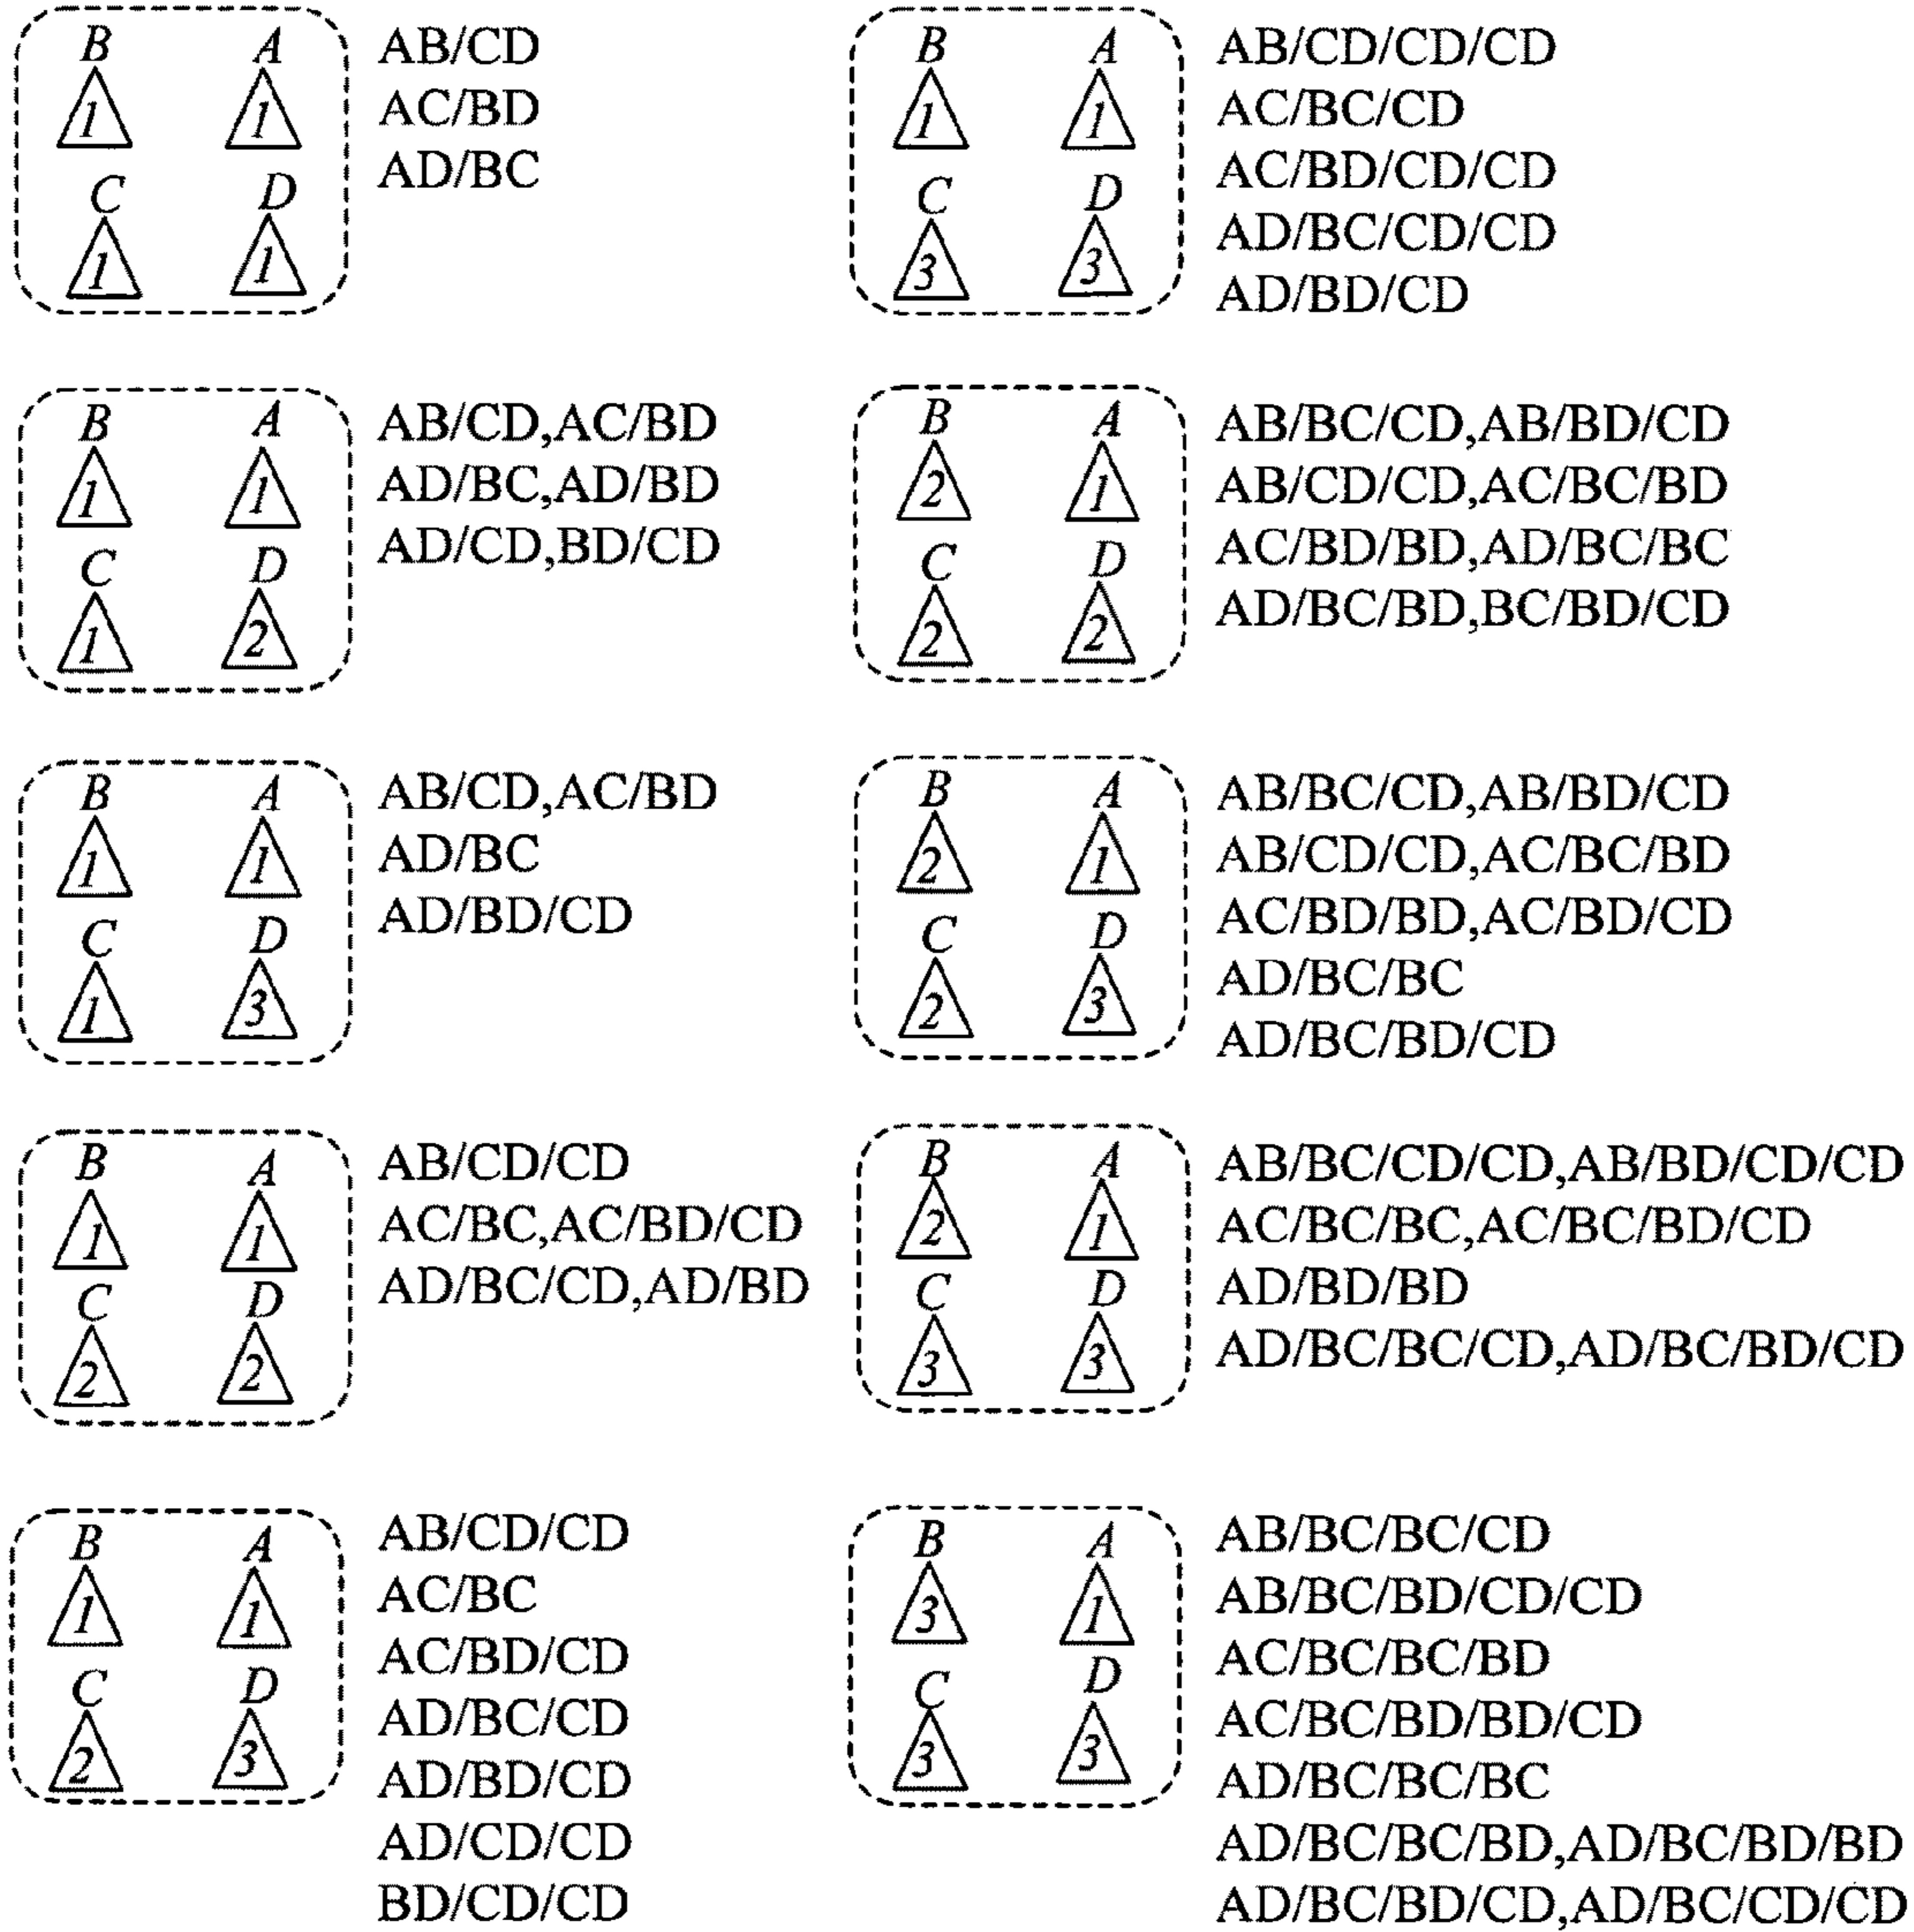 B A
1 1
C D
1 1
AB/CD
AC/BD
AD/BC
B A
1 1
C D
3 3
AB/CD/CD/CD
AC/BC/CD
AC/BD/CD/CD
AD/BC/CD/CD
AD/BD/CD
B A
1 1
C D
1 2
AB/CD,AC/BD
AD/BC,AD/BD
AD/CD,BD/CD
B A
2 1
C D
2 2
AB/BC/CD,AB/BD/CD
AB/CD/CD,AC/BC/BD
AC/BD/BD,AD/BC/BC
AD/BC/BD,BC/BD/CD
B A
1 1
C D
1 3
AB/CD,AC/BD
AD/BC
AD/BD/CD
B A
2 1
C D
2 3
AB/BC/CD,AB/BD/CD
AB/CD/CD,AC/BC/BD
AC/BD/BD,AC/BD/CD
AD/BC/BC
AD/BC/BD/CD
B A
1 1
C D
2 2
AB/CD/CD
AC/BC,AC/BD/CD
AD/BC/CD,AD/BD
B A
2 1
C D
3 3
AB/BC/CD/CD,AB/BD/CD/CD
AC/BC/BC,AC/BC/BD/CD
AD/BD/BD
AD/BC/BC/CD,AD/BC/BD/CD
B A
1 1
C D
2 3
AB/CD/CD
AC/BC
AC/BD/CD
AD/BC/CD
AD/BD/CD
AD/CD/CD
BD/CD/CD
B A
3 1
C D
3 3
AB/BC/BC/CD
AB/BC/BD/CD/CD
AC/BC/BC/BD
AC/BC/BD/BD/CD
AD/BC/BC/BC
AD/BC/BC/BD,AD/BC/BD/BD
AD/BC/BD/CD,AD/BC/CD/CD